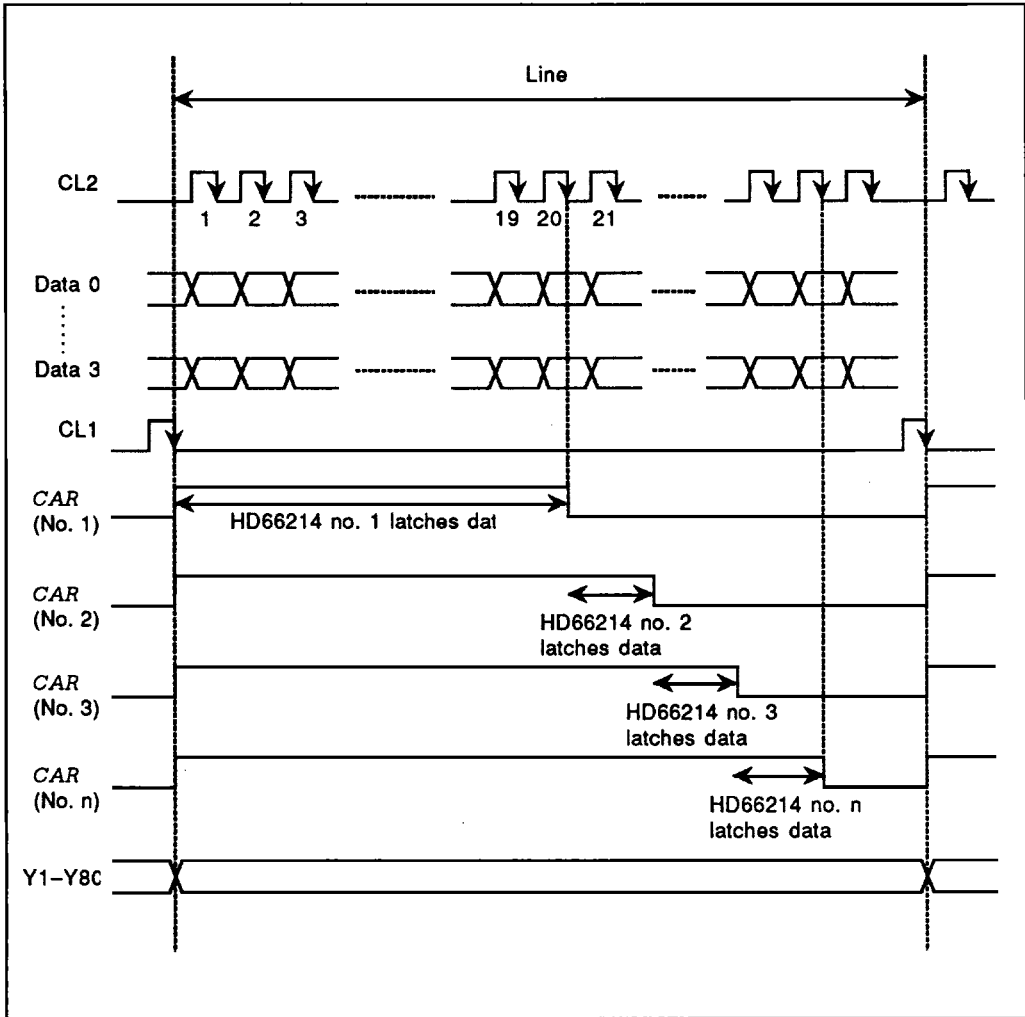 Line
CL2
1 2 3 19 20 21
Data 0
Data 3
CL1
CAR
(No. 1)
HD66214 no. 1 latches dat
CAR
(No. 2)
HD66214 no. 2
latches data
CAR
(No. 3)
HD66214 no. 3
latches data
CAR
(No. n)
HD66214 no. n
latches data
Y1–Y80